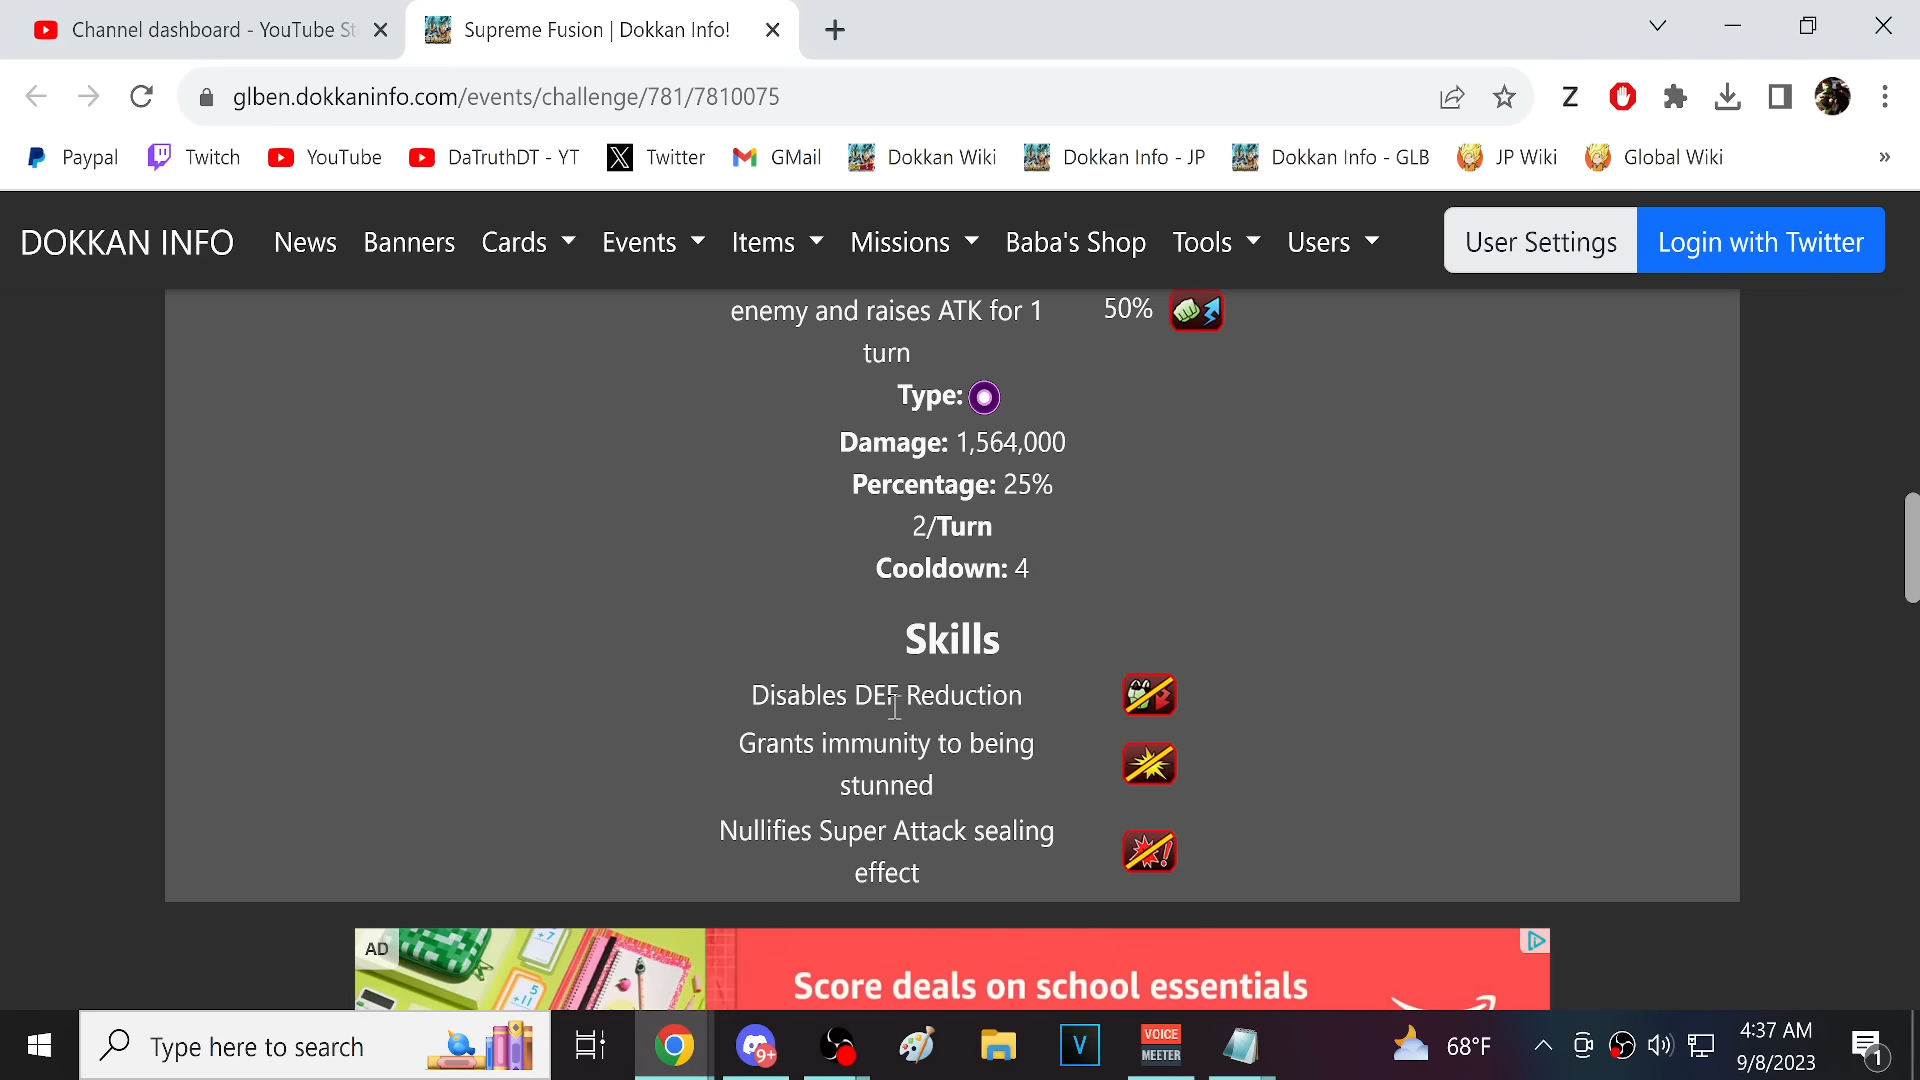 Channel dashboard - YouTube St
Supreme Fusion | Dokkan Info!
glben.dokkaninfo.com/events/challenge/781/7810075
Z
Paypal
Twitch
YouTube
DaTruthDT - YT
Twitter
GMail
Dokkan Wiki
Dokkan Info - JP
Dokkan Info - GLB
JP Wiki
Global Wiki
»
DOKKAN INFO
News
Banners
Cards
Events
Items
Missions
Baba's Shop
Tools
Users
User Settings
Login with Twitter
enemy and raises ATK for 1
turn
50%
Type:
Damage: 1,564,000
Percentage: 25%
2/Turn
Cooldown: 4
Skills
Disables DEF Reduction
Grants immunity to being
stunned
Nullifies Super Attack sealing
effect
AD
Score deals on school essentials
+7
5
+11
Type here to search
9+
V
VOICE
MEETER
68°F
4:37 AM
9/8/2023
1